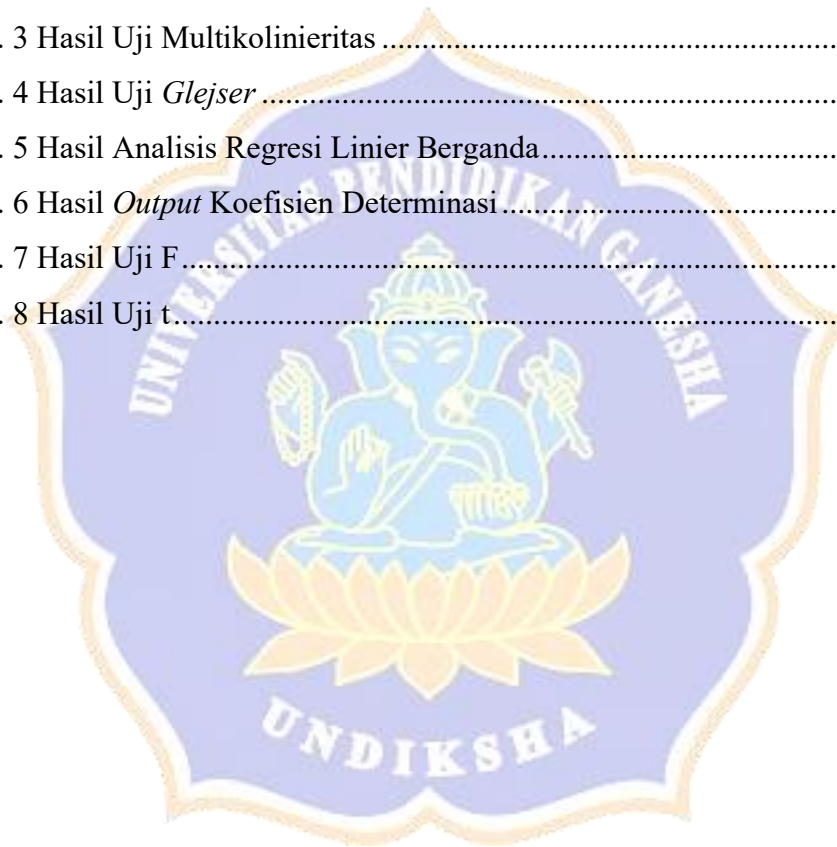 . 3 Hasil Uji Multikolinieritas........................................................
. 4 Hasil Uji Glejser........................................................................
. 5 Hasil Analisis Regresi Linier Berganda.....................................
. 6 Hasil Output Koefisien Determinasi..........................................
. 7 Hasil Uji F..................................................................................
. 8 Hasil Uji t...................................................................................
UNIVERSITAS PENDIDIKAN GANESHA
UNDIKSHA